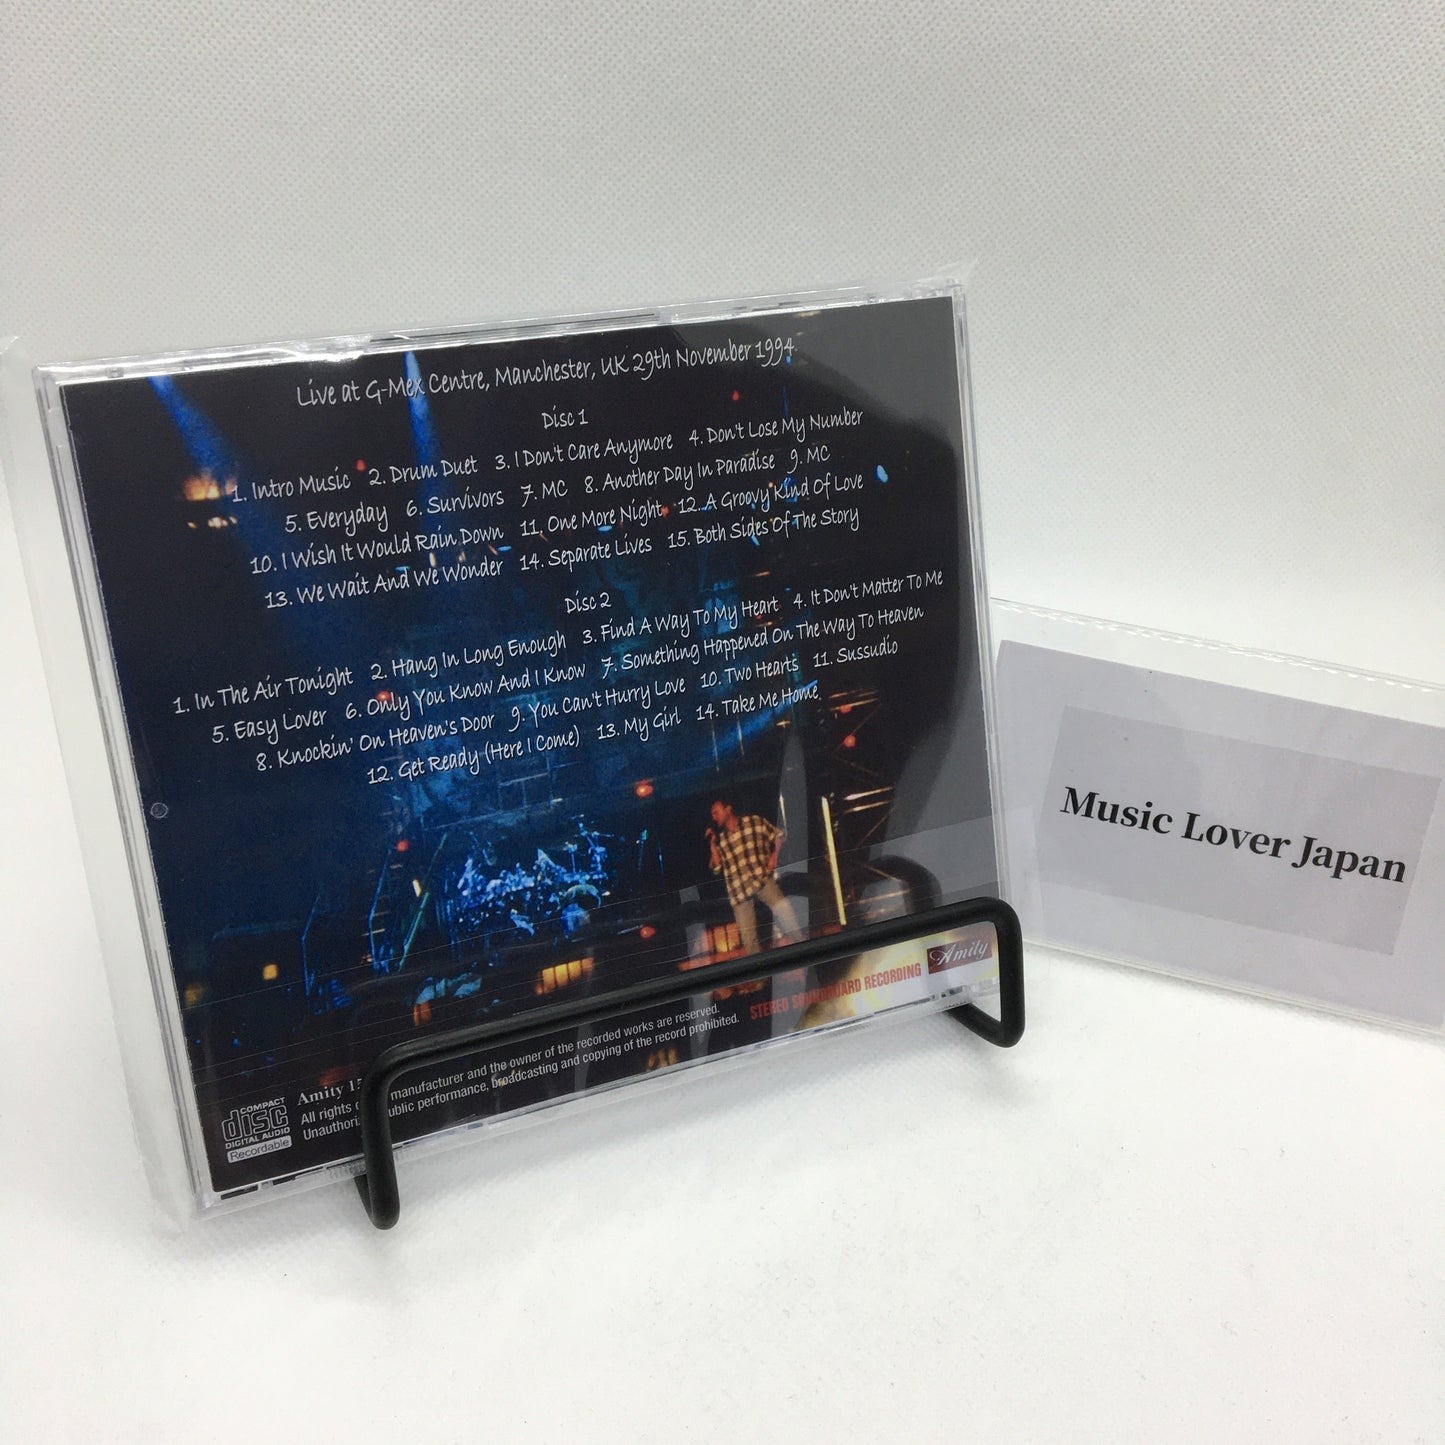 Live at G-Mex Centre, Manchester, UK 29th November 1994
Disc 1
1. Intro Music 2. Drum Duet 3. I Don't Care Anymore 4. Don't Lose My Number
5. Everyday 6. Survivors 7. MC 8. Another Day In Paradise 9. MC
10. I Wish It Would Rain Down 11. One More Night 12. A Groovy Kind Of Love
13. We Wait And We Wonder 14. Separate Lives 15. Both Sides Of The Story
Disc 2
1. In The Air Tonight 2. Hang In Long Enough 3. Find A Way To My Heart 4. It Don't Matter To Me
5. Easy Lover 6. Only You Know And I Know 7. Something Happened On The Way To Heaven
8. Knockin' On Heaven's Door 9. You Can't Hurry Love 10. Two Hearts 11. Sussudio
12. Get Ready (Here I Come) 13. My Girl 14. Take Me Home
STEREO SOUNDBOARD RECORDING
Amity
COMPACT
disc
DIGITAL AUDIO
Recordable
Amity
All rights manufacturer and the owner of the recorded works are reserved.
public performance, broadcasting and copying of the record prohibited.
Music Lover Japan